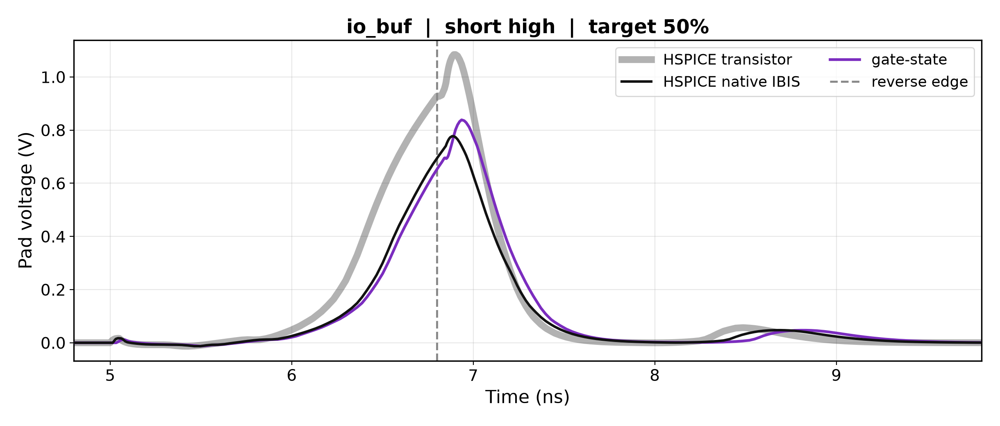 io_buf | short high | target 50%
HSPICE transistor
HSPICE native IBIS
gate-state
reverse edge
Pad voltage (V)
1.0
0.8
0.6
0.4
0.2
0.0
5 6 7 8 9
Time (ns)